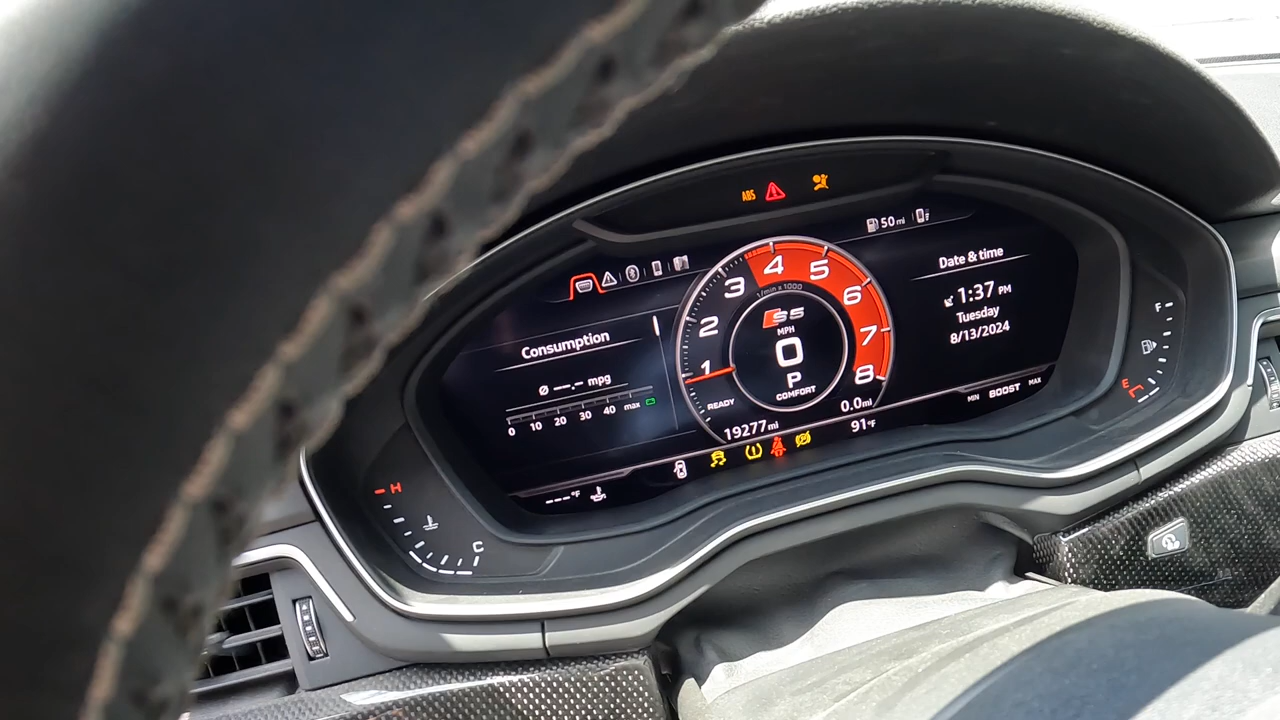 ABS
50 mi
Date & time
1:37 PM
Tuesday
8/13/2024
Consumption
Ø ---.- mpg
0 10 20 30 40 max
1 2 3 4 5 6 7 8
1/min x 1000
S5
MPH
0
P
COMFORT
READY
19277 mi
0.0 mi
91°F
MIN BOOST MAX
---°F
H
C
F
E